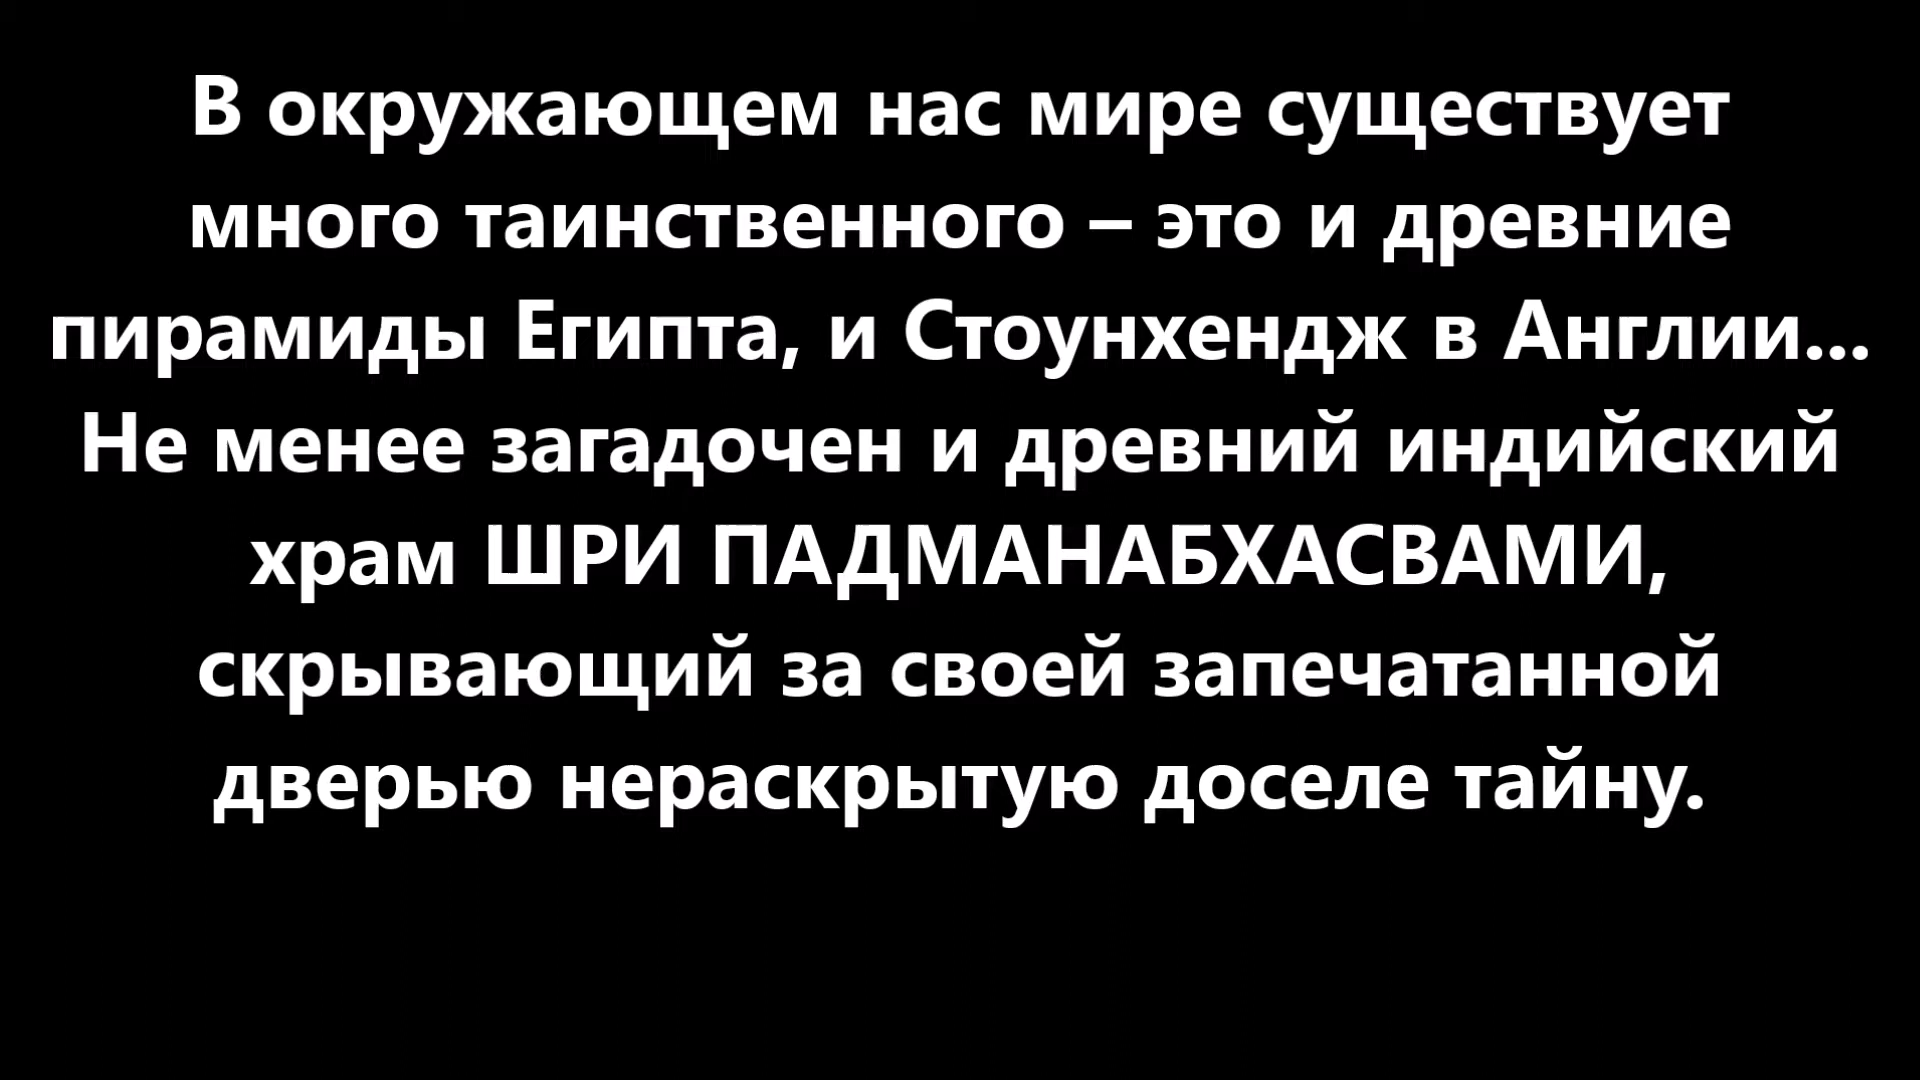 В окружающем нас мире существует
много таинственного – это и древние
пирамиды Египта, и Стоунхендж в Англии...
Не менее загадочен и древний индийский
храм ШРИ ПАДМАНАБХАСВАМИ,
скрывающий за своей запечатанной
дверью нераскрытую доселе тайну.